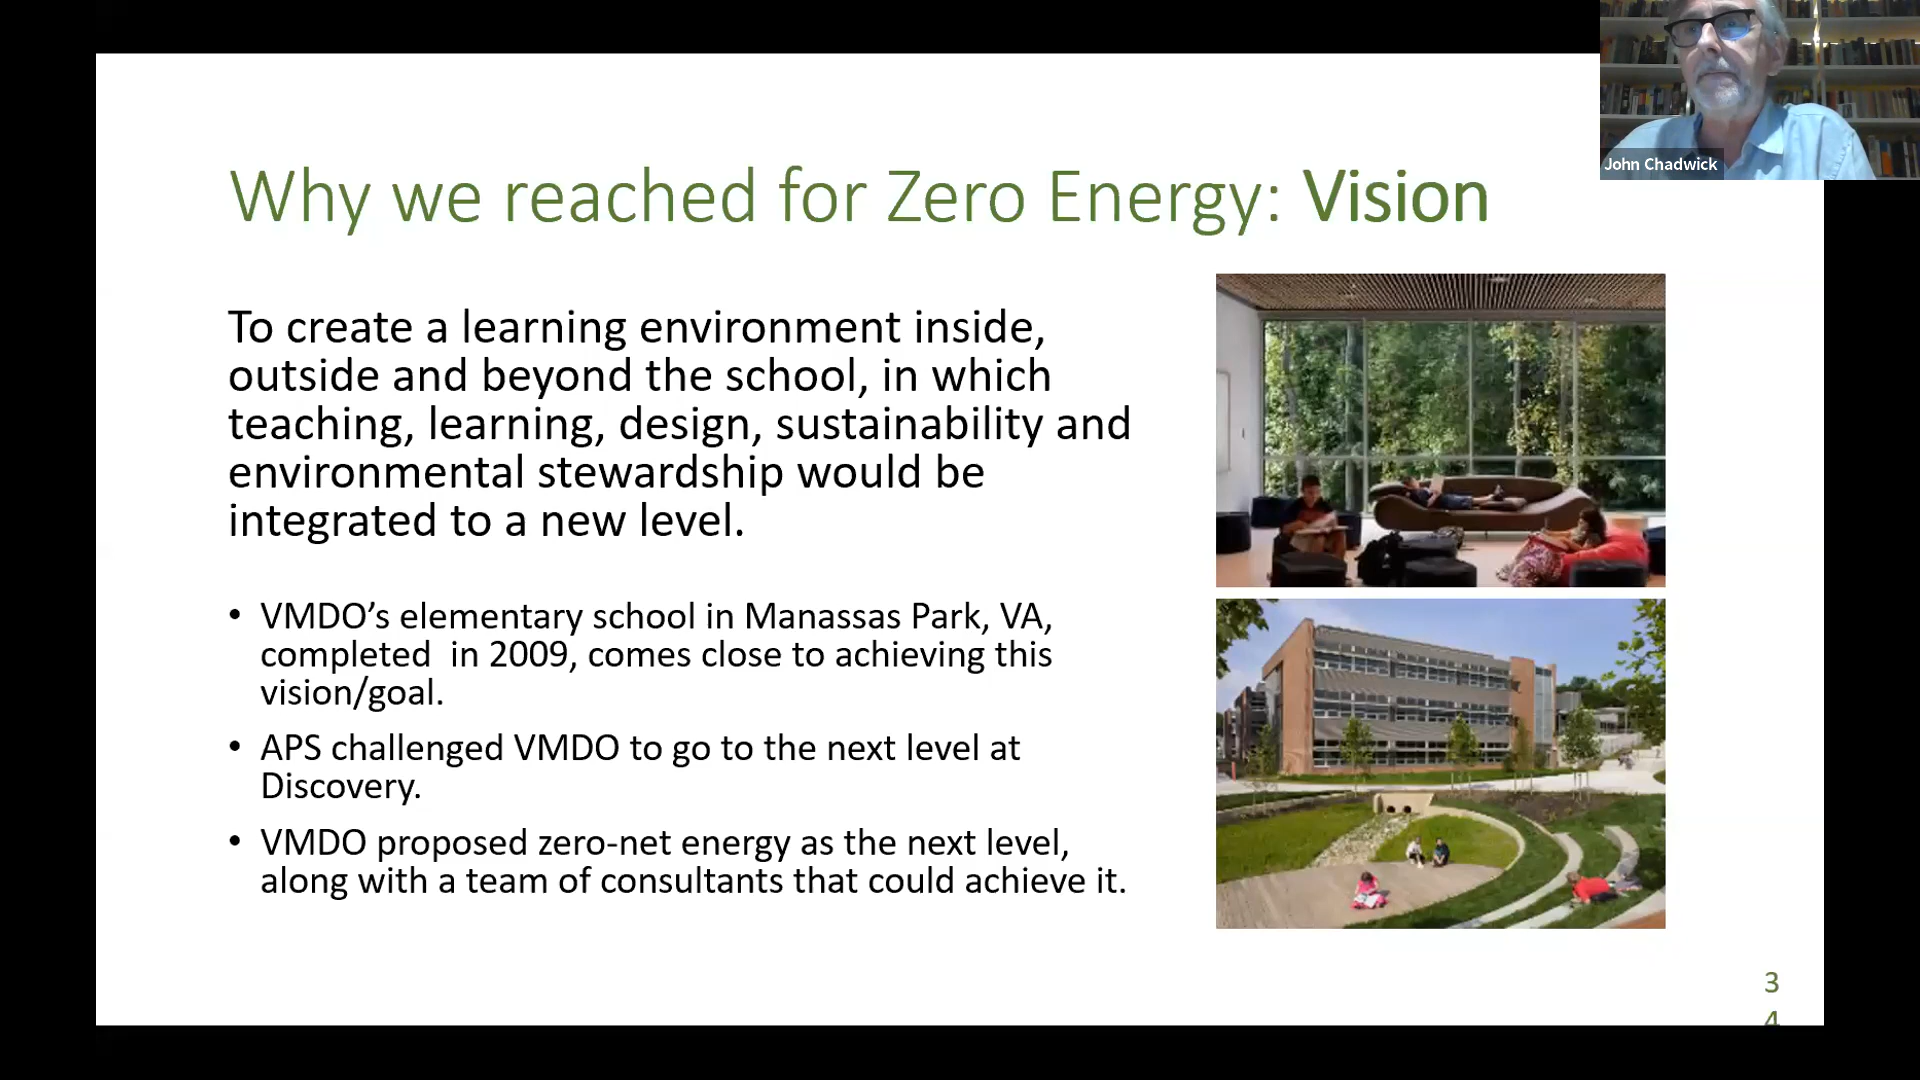 John Chadwick
Why we reached for Zero Energy: Vision
To create a learning environment inside,
outside and beyond the school, in which
teaching, learning, design, sustainability and
environmental stewardship would be
integrated to a new level.
• VMDO’s elementary school in Manassas Park, VA,
completed  in 2009, comes close to achieving this
vision/goal.
• APS challenged VMDO to go to the next level at
Discovery.
• VMDO proposed zero-net energy as the next level,
along with a team of consultants that could achieve it.
3
4